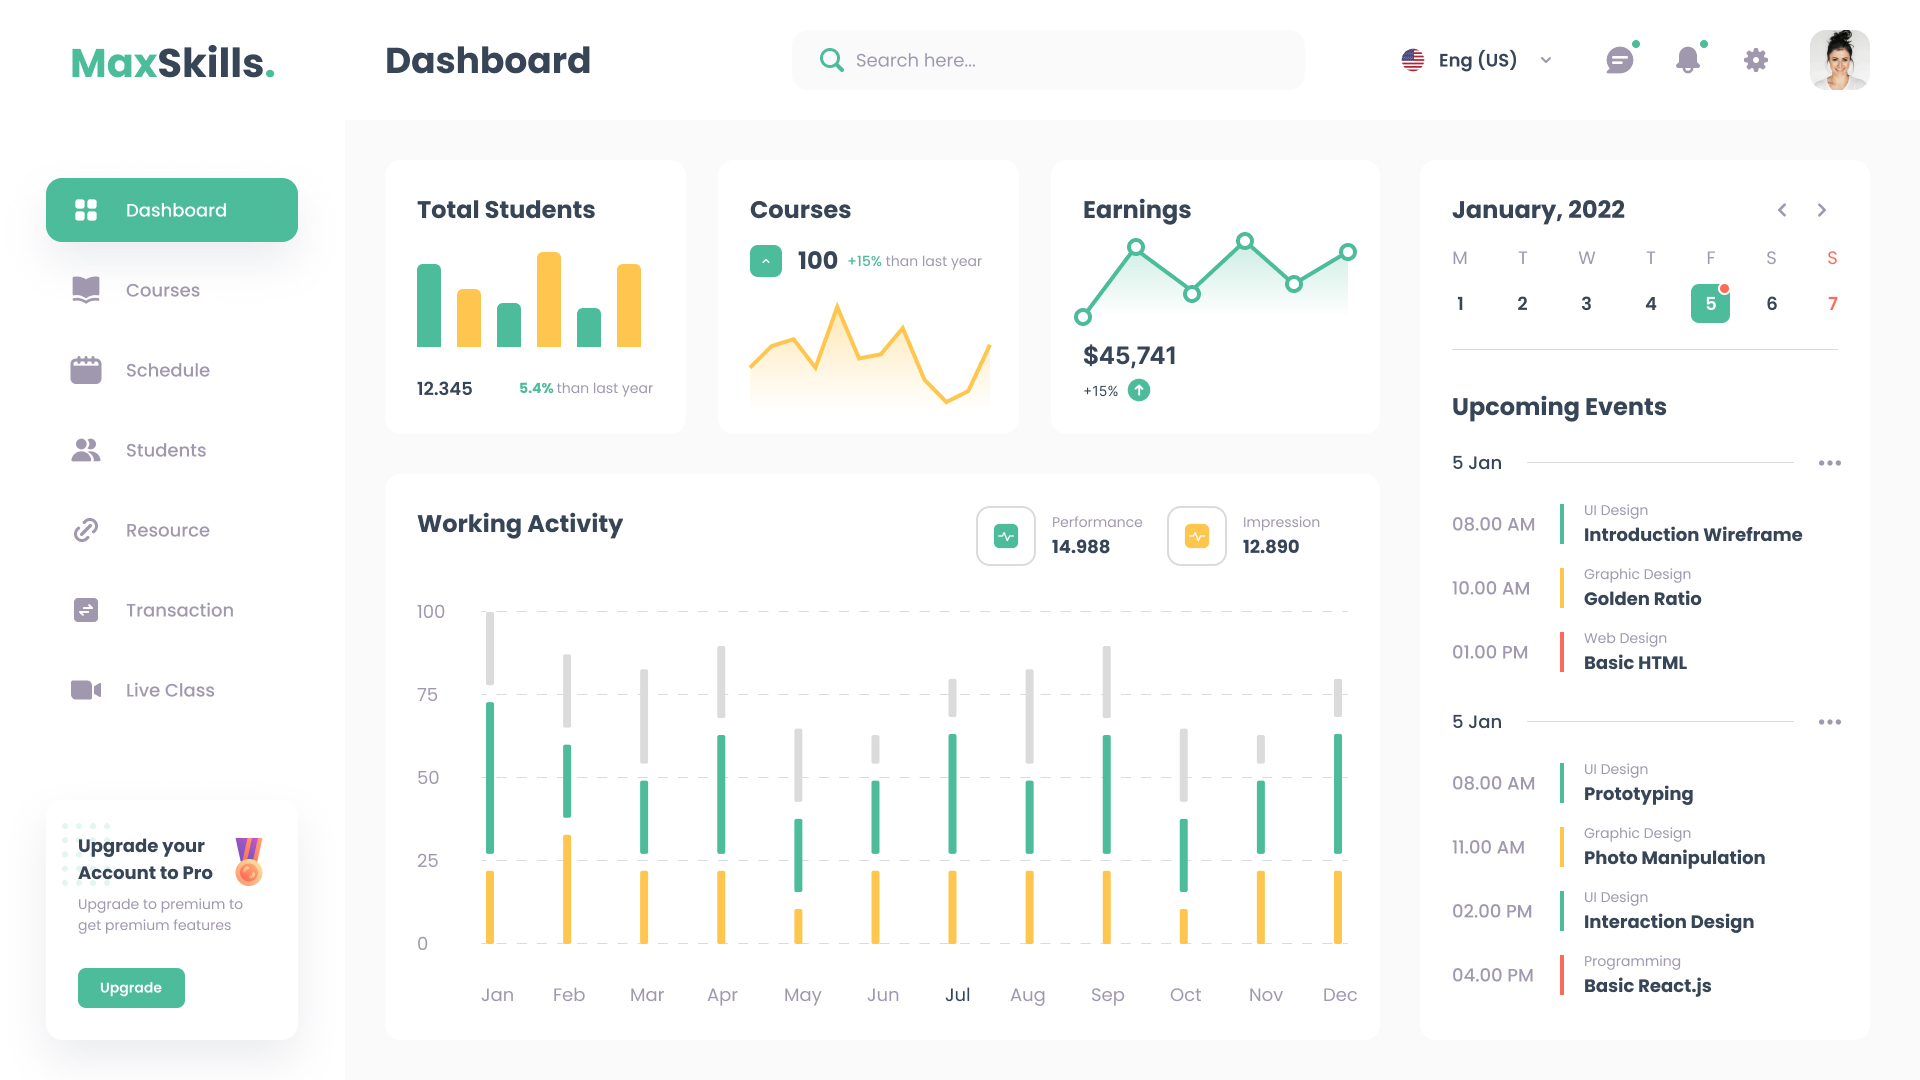 MaxSkills.
Dashboard
Search here...
Eng (US)
Dashboard
Courses
Schedule
Students
Resource
Transaction
Live Class
Upgrade your
Account to Pro
Upgrade to premium to
get premium features
Upgrade
Total Students
12.345
5.4% than last year
Courses
100 +15% than last year
Earnings
$45,741
+15%
Working Activity
Performance
14.988
Impression
12.890
100
75
50
25
0
Jan Feb Mar Apr May Jun Jul Aug Sep Oct Nov Dec
January, 2022
M T W T F S S
1 2 3 4 5 6 7
Upcoming Events
5 Jan
08.00 AM
UI Design
Introduction Wireframe
10.00 AM
Graphic Design
Golden Ratio
01.00 PM
Web Design
Basic HTML
5 Jan
08.00 AM
UI Design
Prototyping
11.00 AM
Graphic Design
Photo Manipulation
02.00 PM
UI Design
Interaction Design
04.00 PM
Programming
Basic React.js